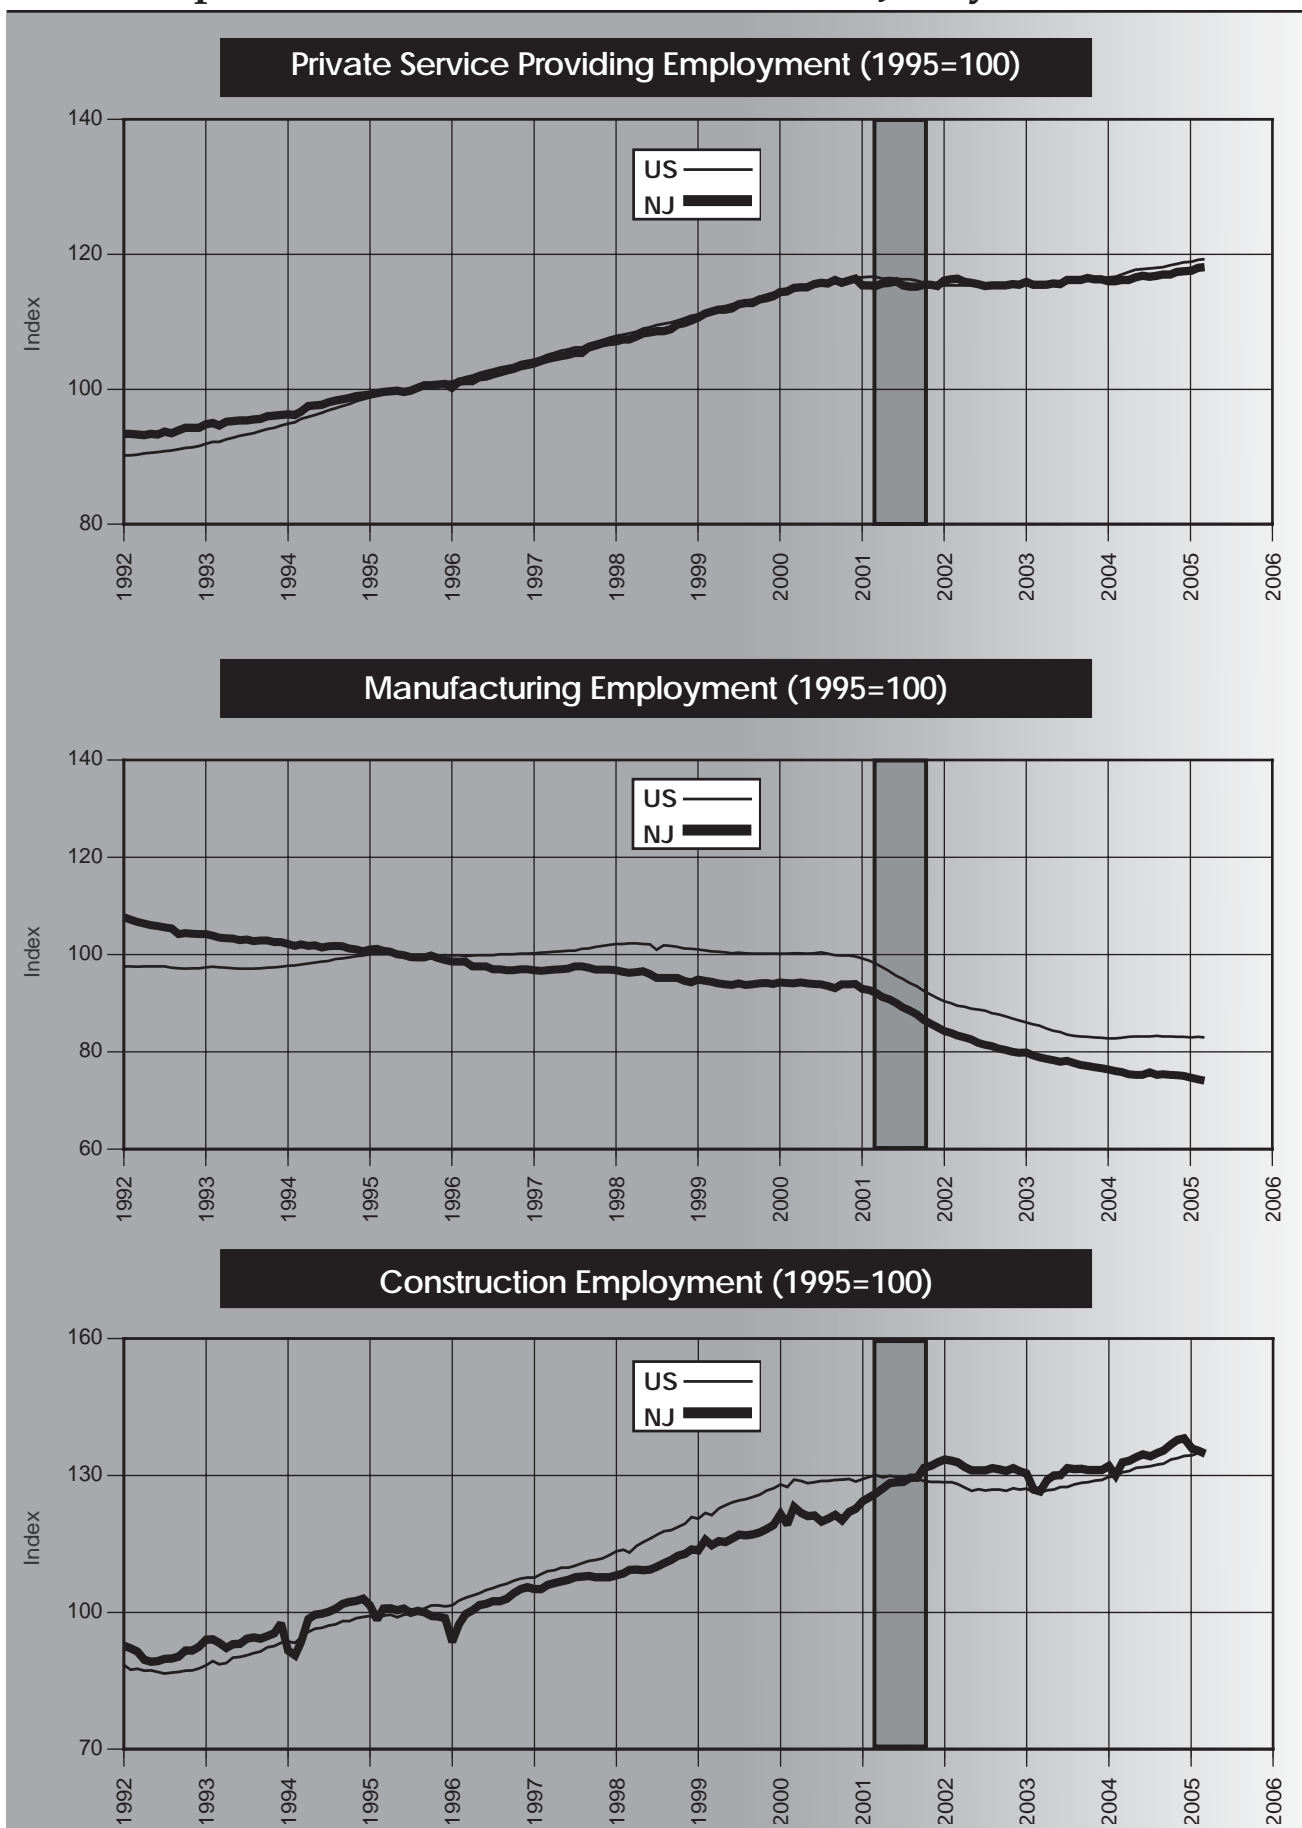 Private Service Providing Employment (1995=100)
140
120
100
80
Index
US
NJ
1992 1993 1994 1995 1996 1997 1998 1999 2000 2001 2002 2003 2004 2005 2006
Manufacturing Employment (1995=100)
140
120
100
80
60
Index
US
NJ
1992 1993 1994 1995 1996 1997 1998 1999 2000 2001 2002 2003 2004 2005 2006
Construction Employment (1995=100)
160
130
100
70
Index
US
NJ
1992 1993 1994 1995 1996 1997 1998 1999 2000 2001 2002 2003 2004 2005 2006